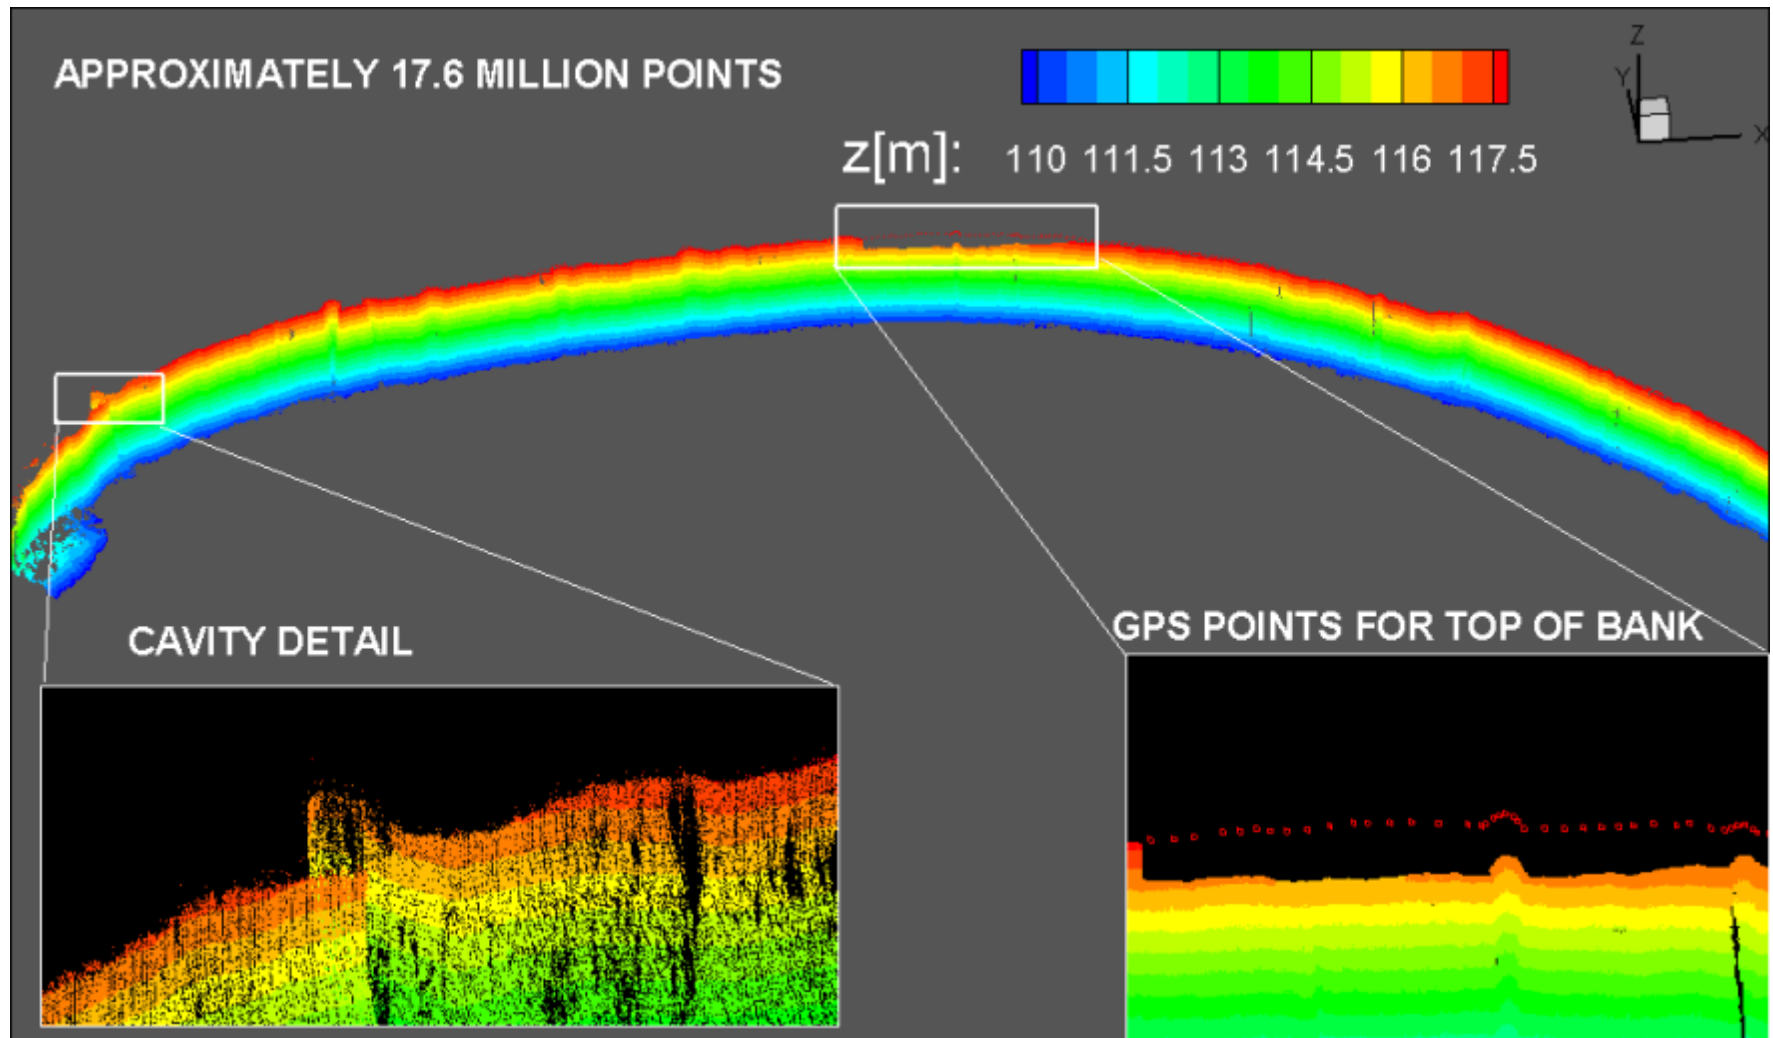 APPROXIMATELY 17.6 MILLION POINTS
z[m]: 110 111.5 113 114.5 116 117.5
Z
Y
X
CAVITY DETAIL
GPS POINTS FOR TOP OF BANK